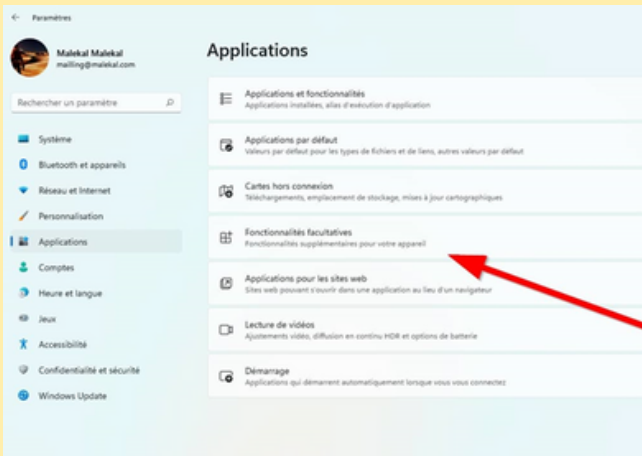 Paramètres
Malekal Malekal
mailling@malekal.com
Rechercher un paramètre
Système
Bluetooth et appareils
Réseau et Internet
Personnalisation
Applications
Comptes
Heure et langue
Jeux
Accessibilité
Confidentialité et sécurité
Windows Update
Applications
Applications et fonctionnalités
Applications installées, alias d'exécution d'application
Applications par défaut
Valeurs par défaut pour les types de fichiers et de liens, autres valeurs par défaut
Cartes hors connexion
Téléchargements, emplacement de stockage, mises à jour cartographiques
Fonctionnalités facultatives
Fonctionnalités supplémentaires pour votre appareil
Applications pour les sites web
Sites web pouvant s'ouvrir dans une application au lieu d'un navigateur
Lecture de vidéos
Ajustements vidéo, diffusion en continu HDR et options de batterie
Démarrage
Applications qui démarrent automatiquement lorsque vous vous connectez